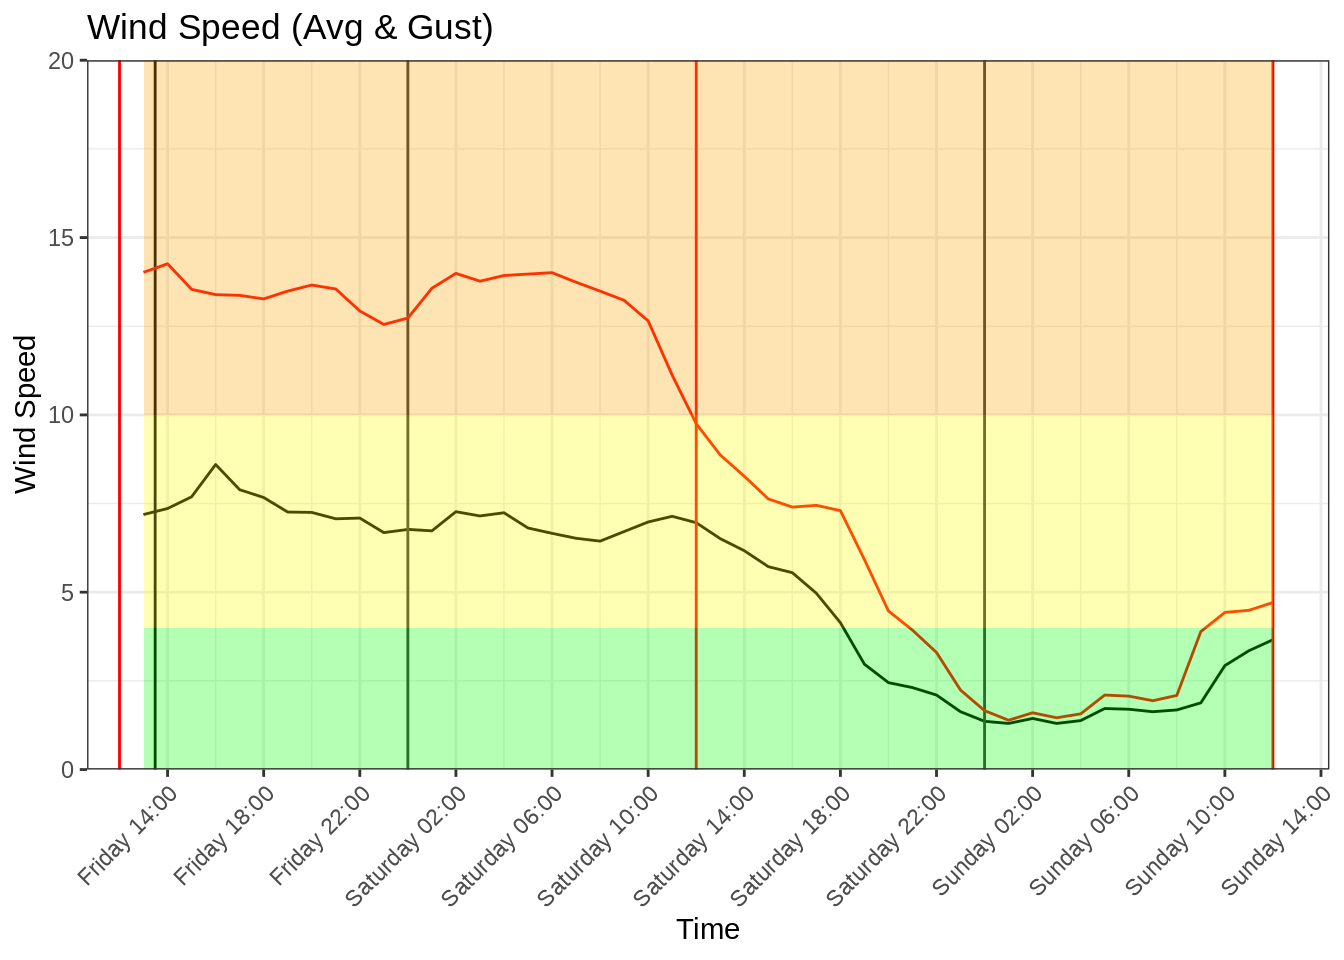 Wind Speed (Avg & Gust)
20
15
10
5
0
Wind Speed
Friday 14:00
Friday 18:00
Friday 22:00
Saturday 02:00
Saturday 06:00
Saturday 10:00
Saturday 14:00
Saturday 18:00
Saturday 22:00
Sunday 02:00
Sunday 06:00
Sunday 10:00
Sunday 14:00
Time